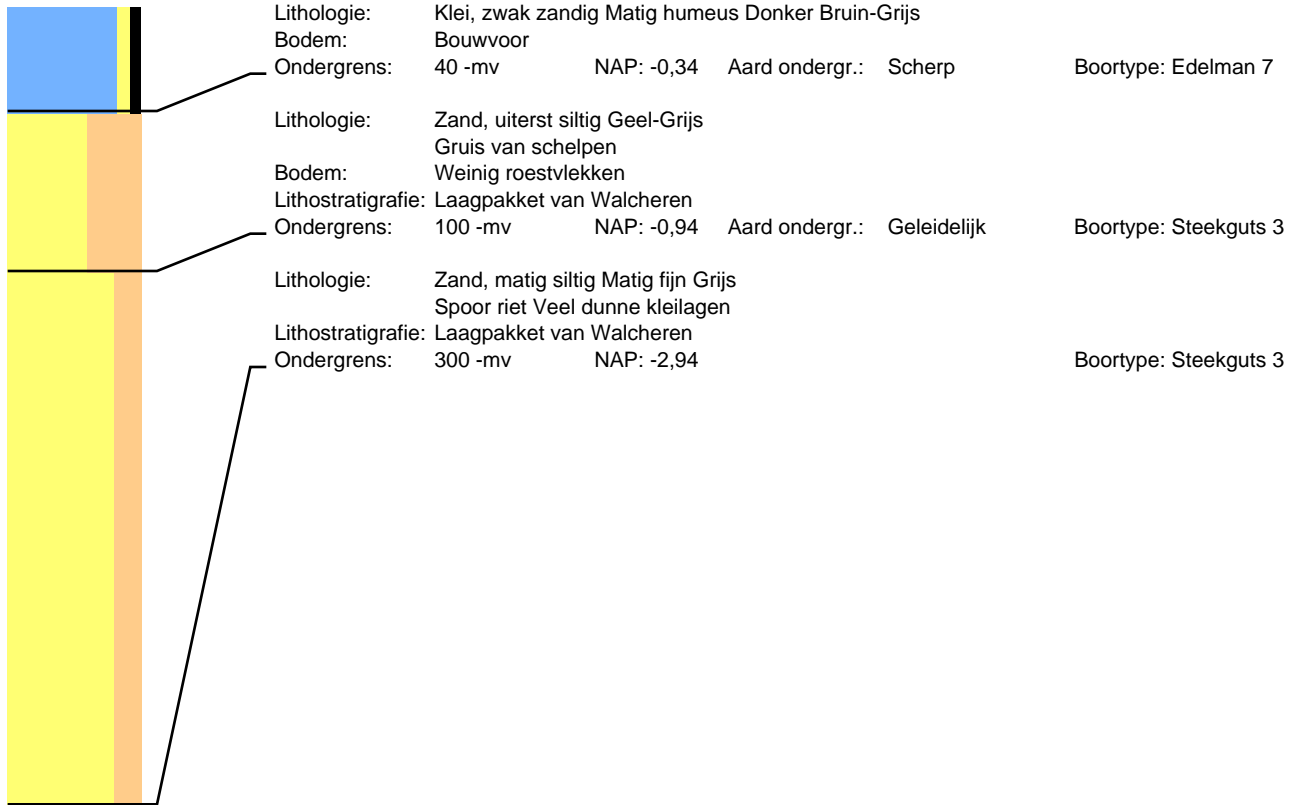 Lithologie: Klei, zwak zandig Matig humeus Donker Bruin-Grijs
Bodem: Bouwvoor
Ondergrens: 40 -mv NAP: -0,34 Aard ondergr.: Scherp Boortype: Edelman 7
Lithologie: Zand, uiterst siltig Geel-Grijs
Gruis van schelpen
Bodem: Weinig roestvlekken
Lithostratigrafie: Laagpakket van Walcheren
Ondergrens: 100 -mv NAP: -0,94 Aard ondergr.: Geleidelijk Boortype: Steekguts 3
Lithologie: Zand, matig siltig Matig fijn Grijs
Spoor riet Veel dunne kleilagen
Lithostratigrafie: Laagpakket van Walcheren
Ondergrens: 300 -mv NAP: -2,94 Boortype: Steekguts 3